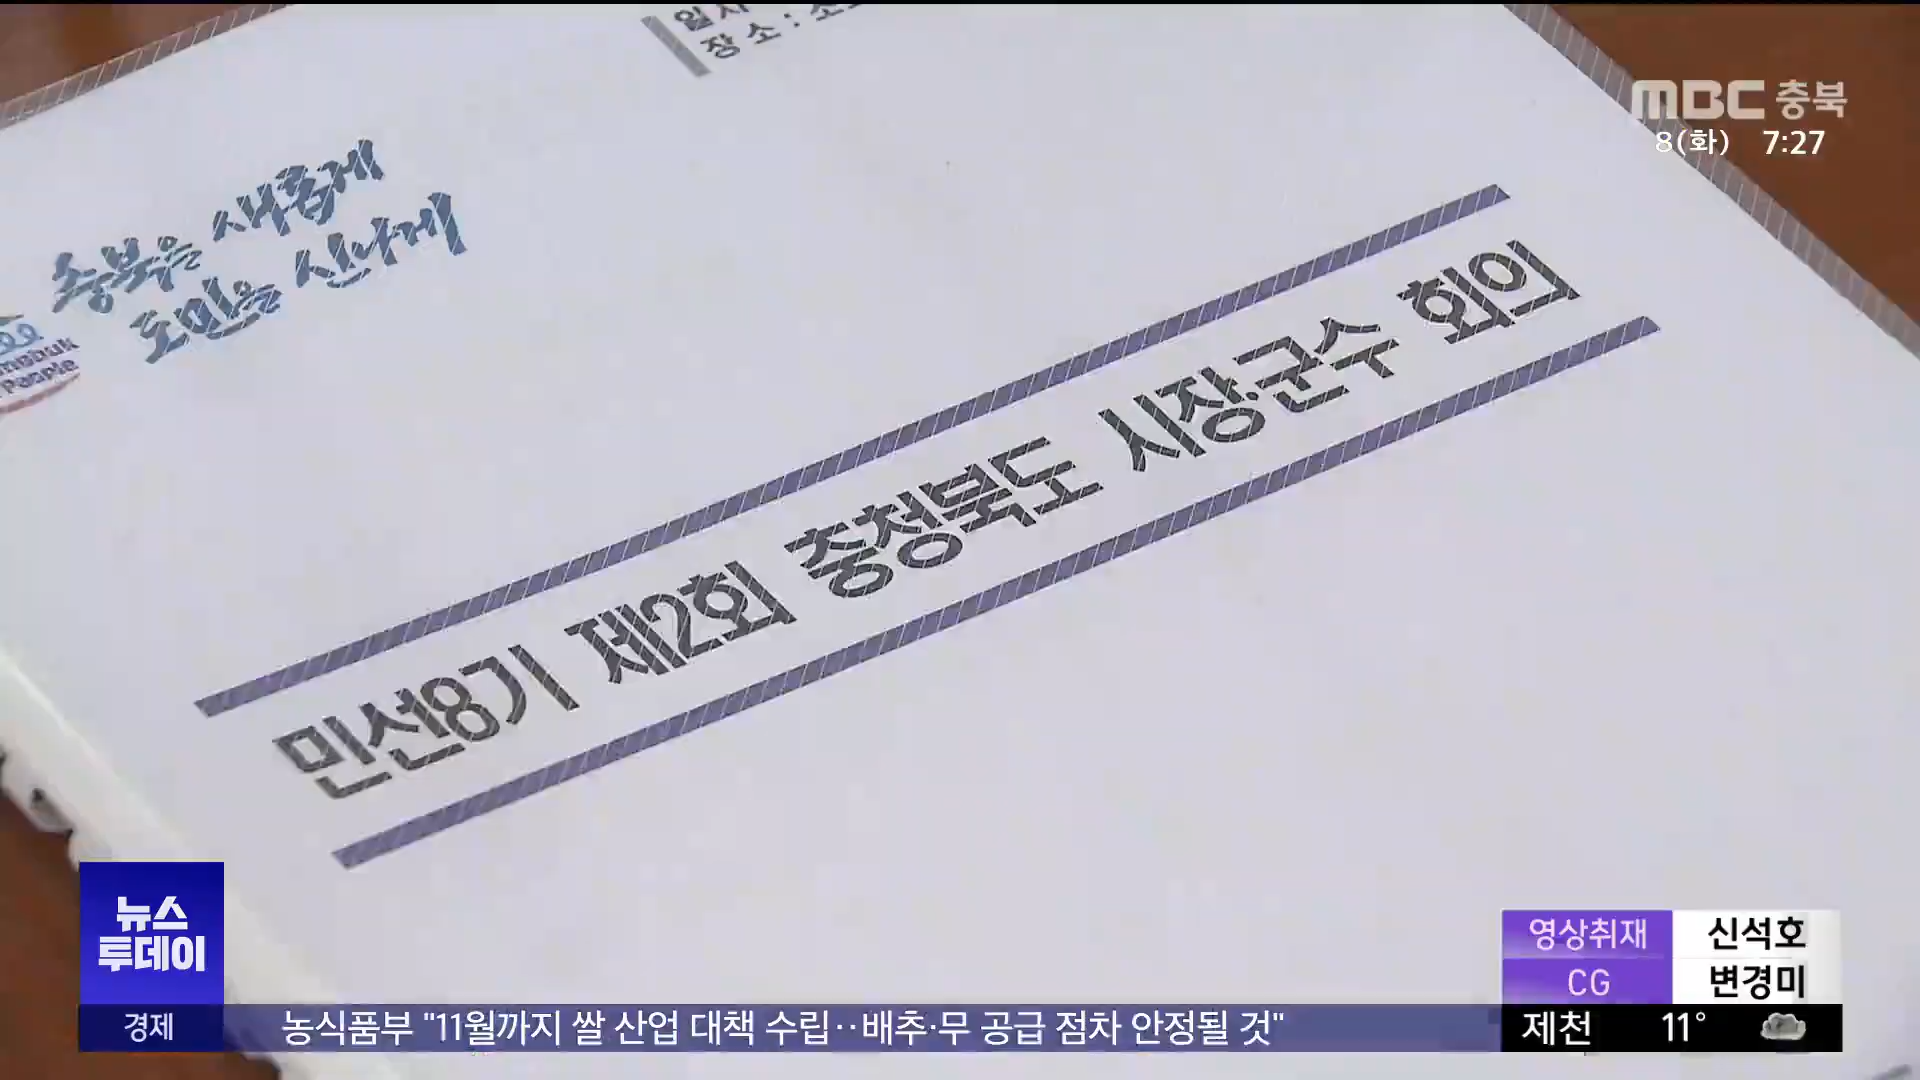 장소 :
MBC 충북
8(화) 7:27
충북은 새롭게
도민은 신나게
People
민선8기 제2회 충청북도 시장·군수 회의
뉴스
투데이
영상취재 신석호
CG 변경미
경제 농식품부 "11월까지 쌀 산업 대책 수립‥배추·무 공급 점차 안정될 것"
제천 11°